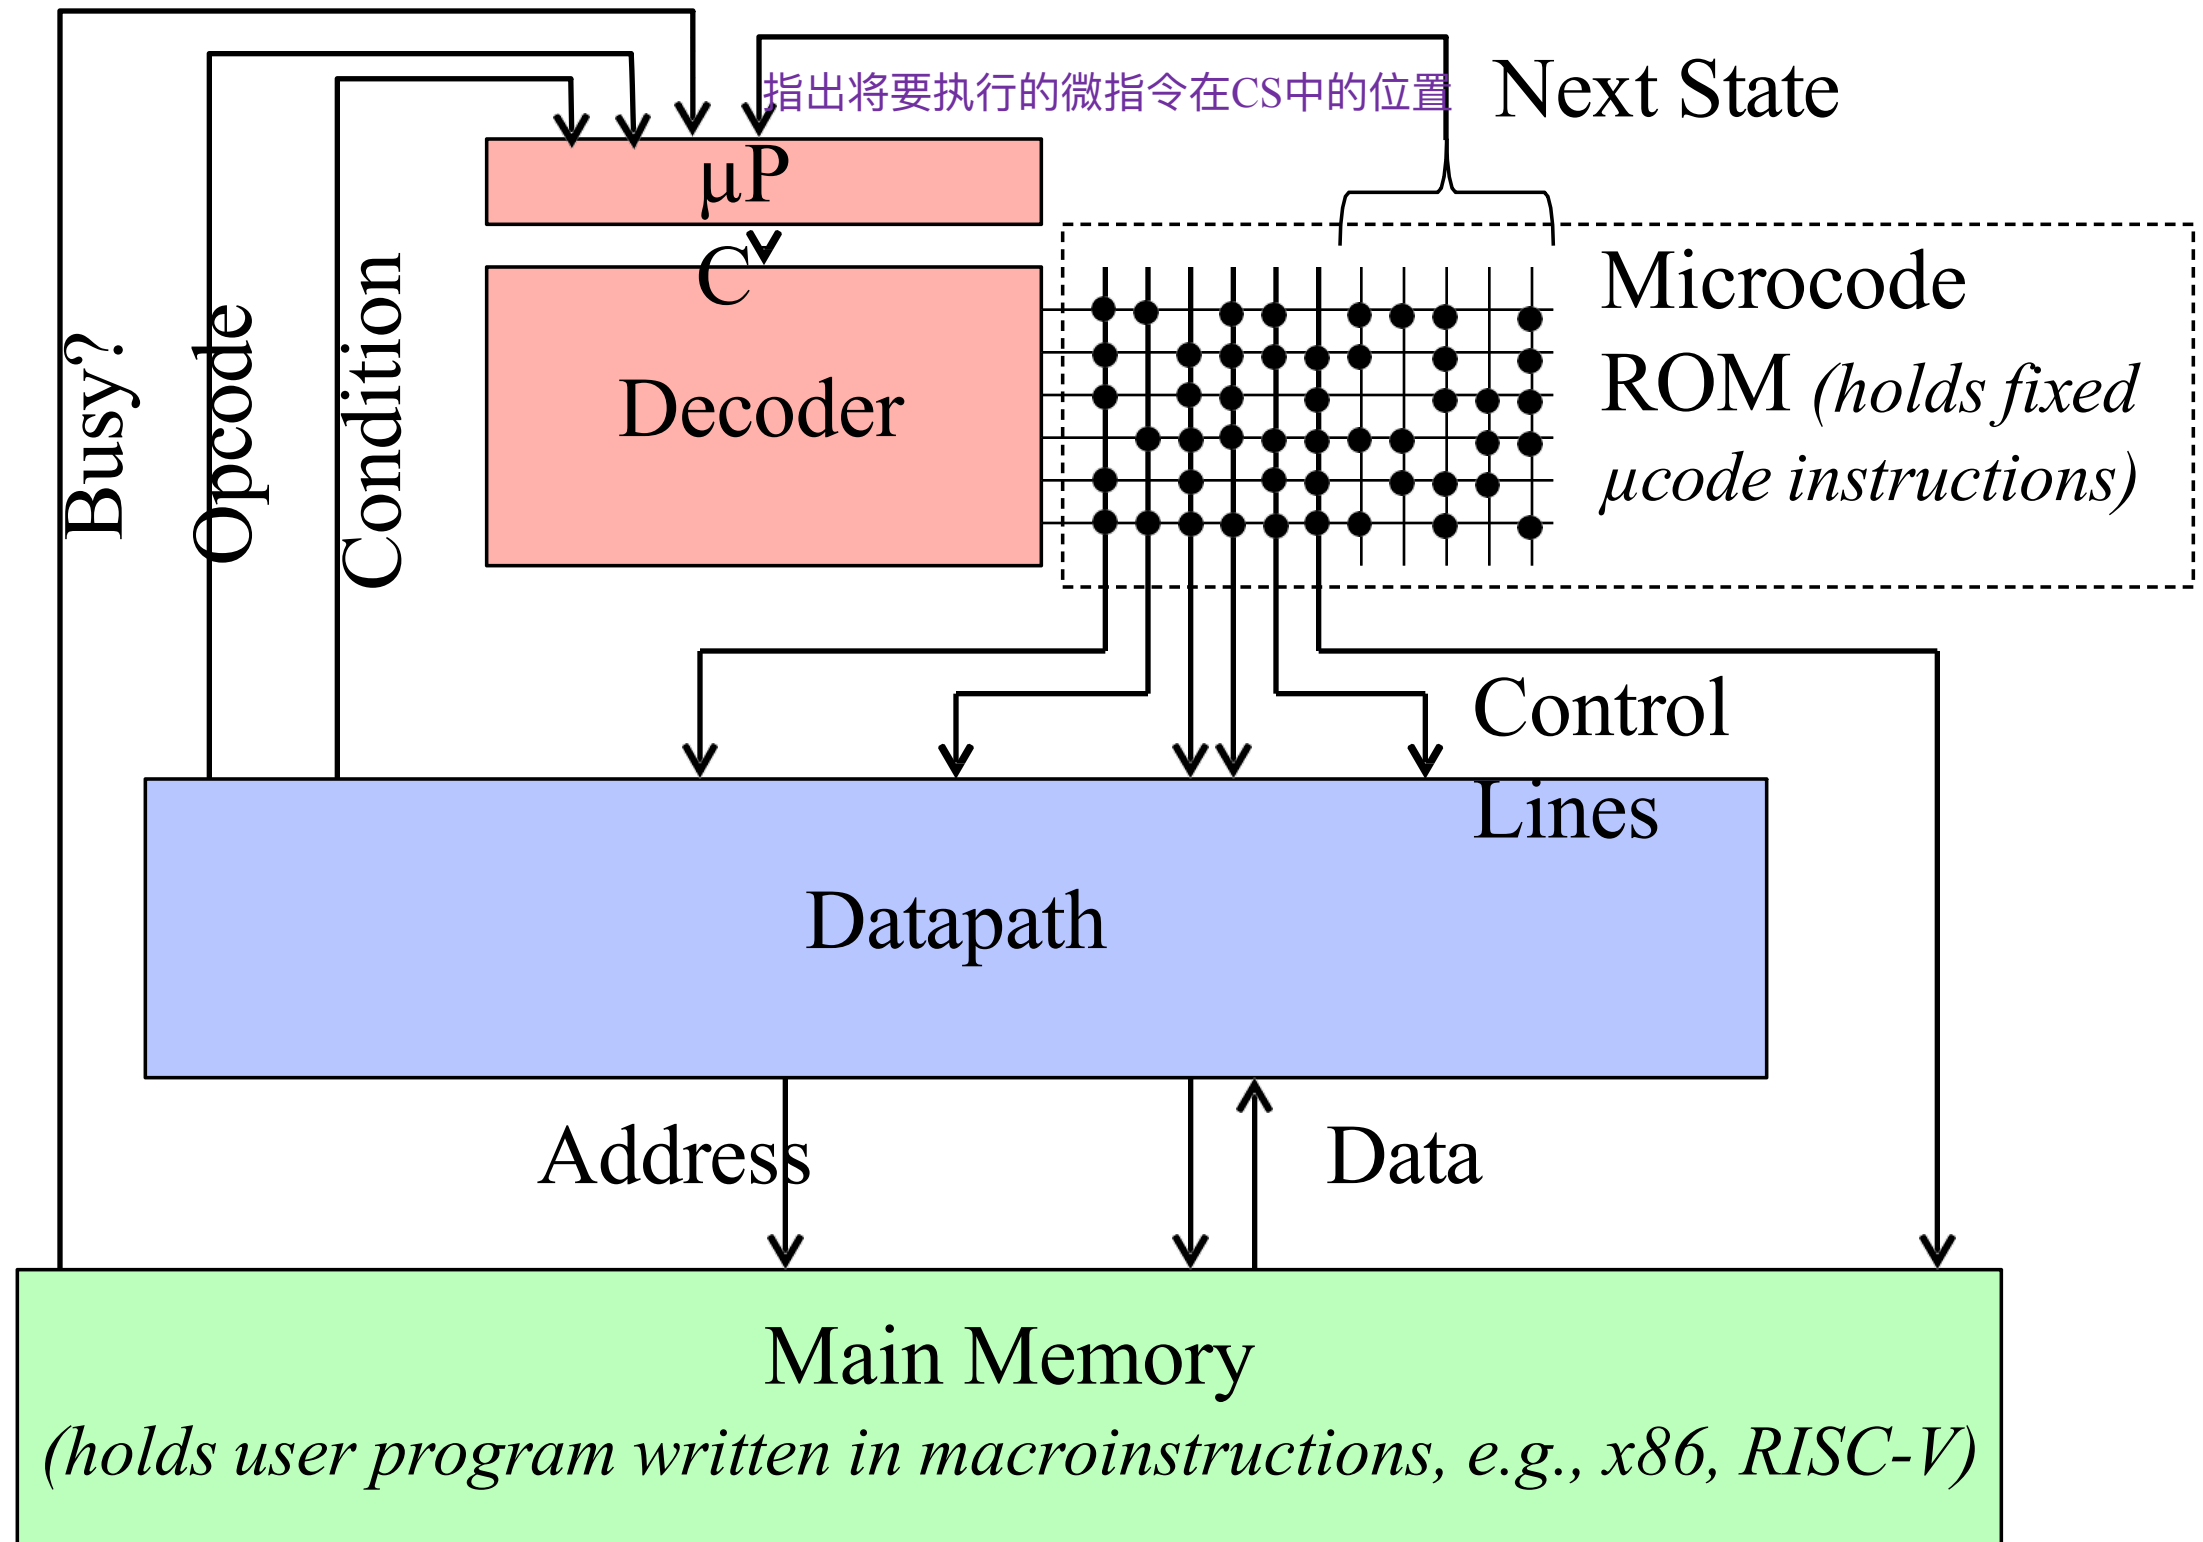 Next State
指出将要执行的微指令在CS中的位置
μP
C
Decoder
Microcode
ROM (holds fixed
μcode instructions)
Busy?
Opcode
Condition
Control
Lines
Datapath
Address
Data
Main Memory
(holds user program written in macroinstructions, e.g., x86, RISC-V)